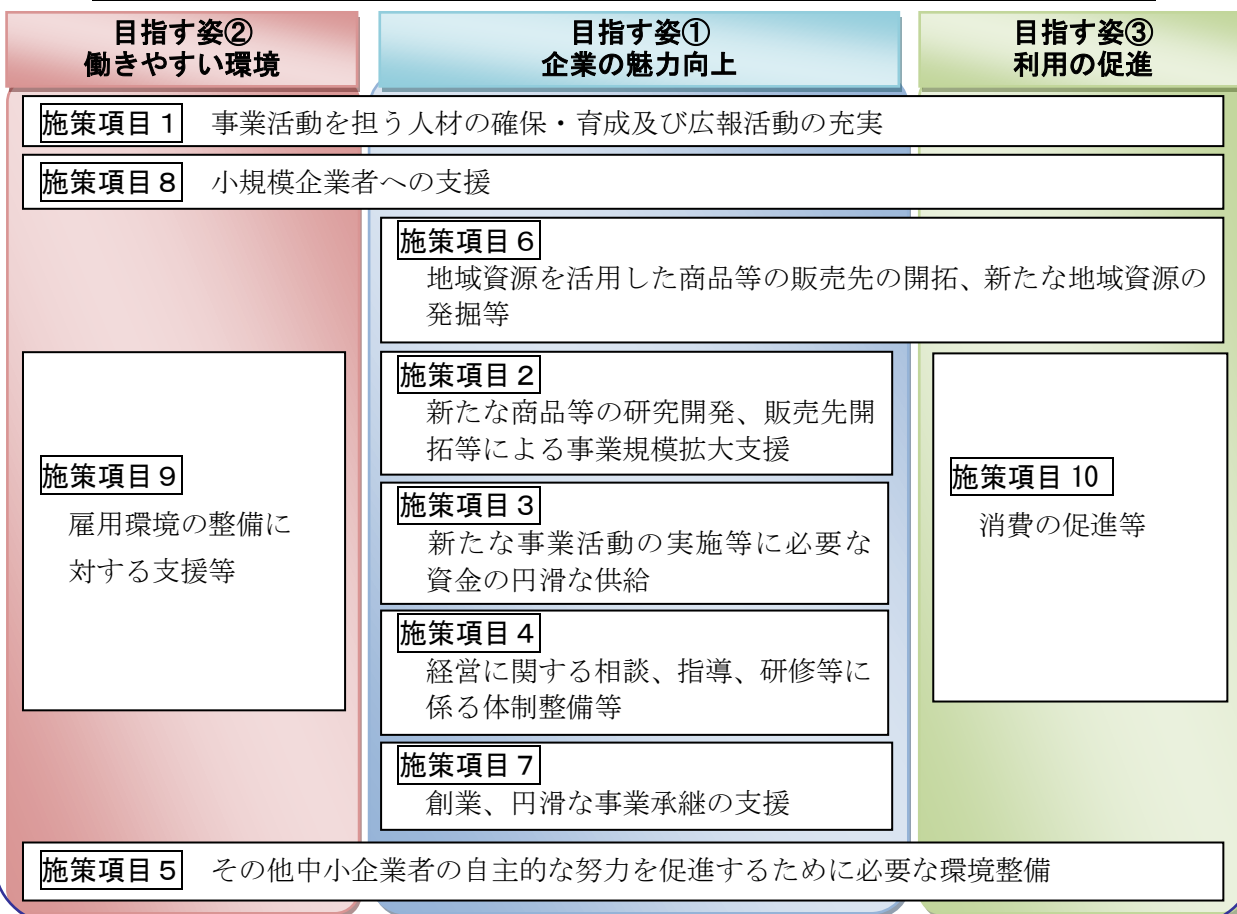 目指す姿②
働きやすい環境
目指す姿①
企業の魅力向上
目指す姿③
利用の促進
施策項目1 事業活動を担う人材の確保・育成及び広報活動の充実
施策項目8 小規模企業者への支援
施策項目6
地域資源を活用した商品等の販売先の開拓、新たな地域資源の
発掘等
施策項目9
雇用環境の整備に
対する支援等
施策項目2
新たな商品等の研究開発、販売先開
拓等による事業規模拡大支援
施策項目3
新たな事業活動の実施等に必要な
資金の円滑な供給
施策項目4
経営に関する相談、指導、研修等に
係る体制整備等
施策項目7
創業、円滑な事業承継の支援
施策項目10
消費の促進等
施策項目5 その他中小企業者の自主的な努力を促進するために必要な環境整備